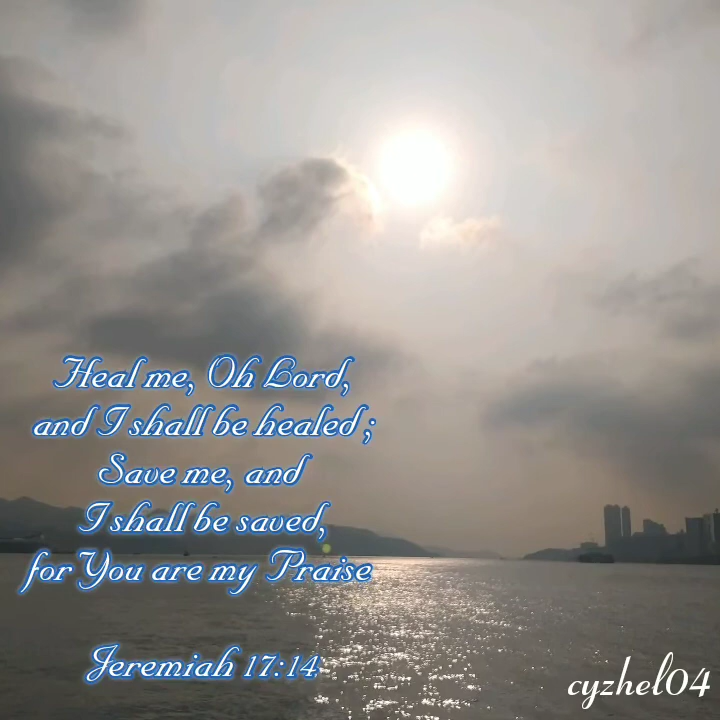 Heal me, Oh Lord,
and I shall be healed ;
Save me, and
I shall be saved,
for You are my Praise
Jeremiah 17:14
cyzhel04